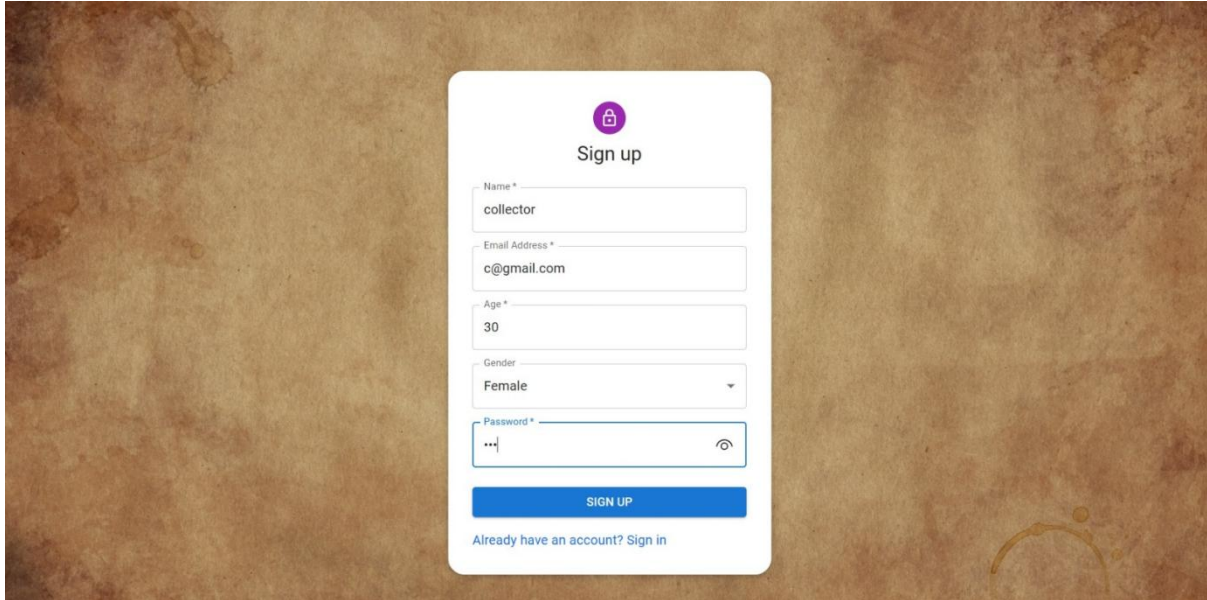 Sign up
Name *
collector
Email Address *
c@gmail.com
Age *
30
Gender
Female
Password *
•••
SIGN UP
Already have an account? Sign in